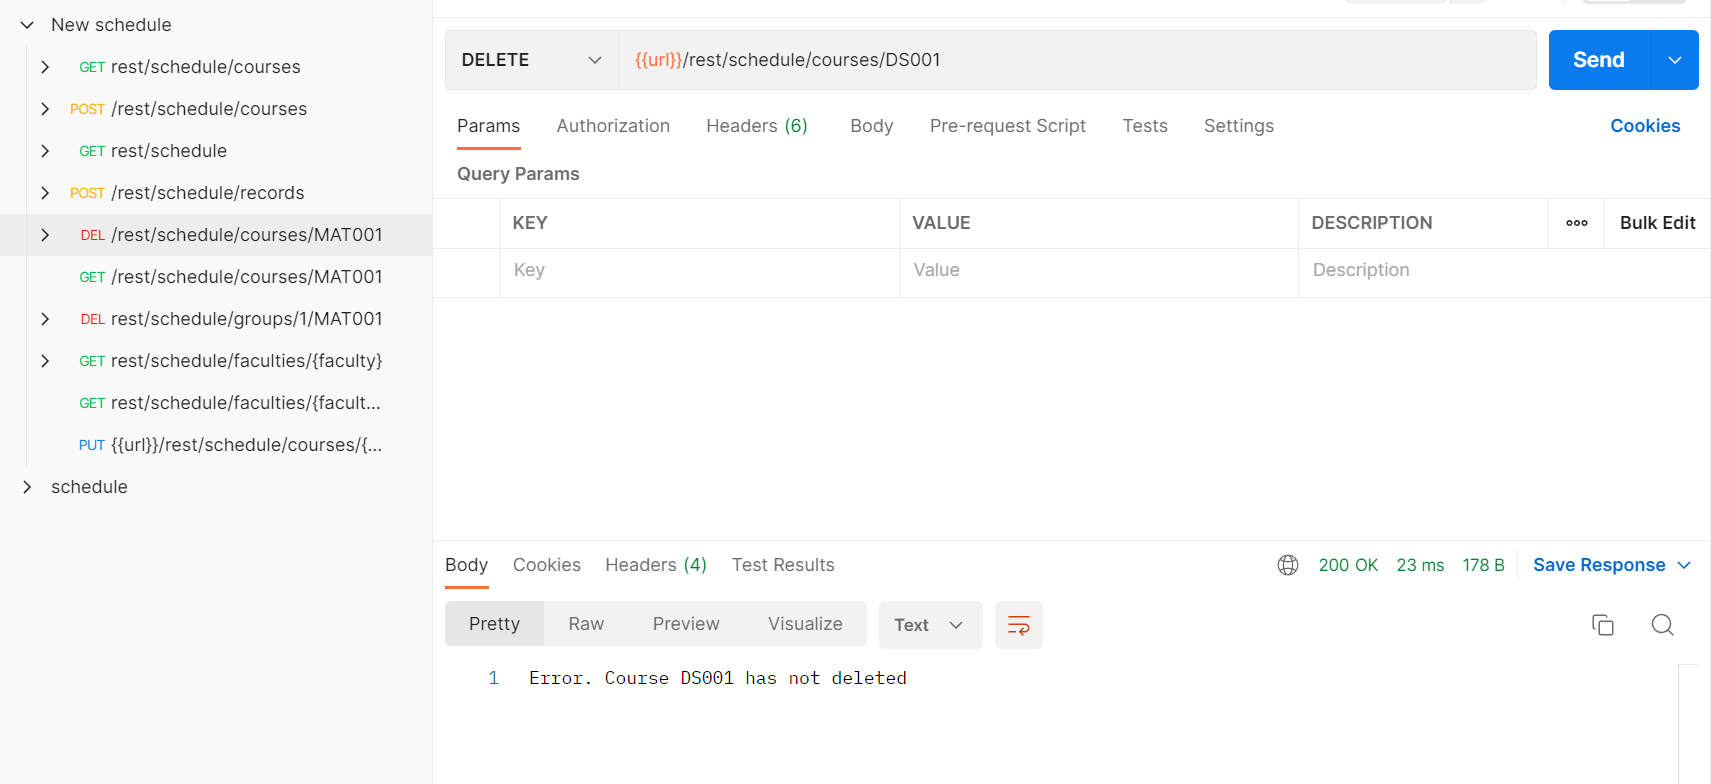 New schedule
GET rest/schedule/courses
POST /rest/schedule/courses
GET rest/schedule
POST /rest/schedule/records
DEL /rest/schedule/courses/MAT001
GET /rest/schedule/courses/MAT001
DEL rest/schedule/groups/1/MAT001
GET rest/schedule/faculties/{faculty}
GET rest/schedule/faculties/{facult...
PUT {{url}}/rest/schedule/courses/{...
schedule
DELETE {{url}}/rest/schedule/courses/DS001 Send
Params Authorization Headers (6) Body Pre-request Script Tests Settings Cookies
Query Params
KEY VALUE DESCRIPTION Bulk Edit
Key Value Description
Body Cookies Headers (4) Test Results 200 OK 23 ms 178 B Save Response
Pretty Raw Preview Visualize Text
1 Error. Course DS001 has not deleted